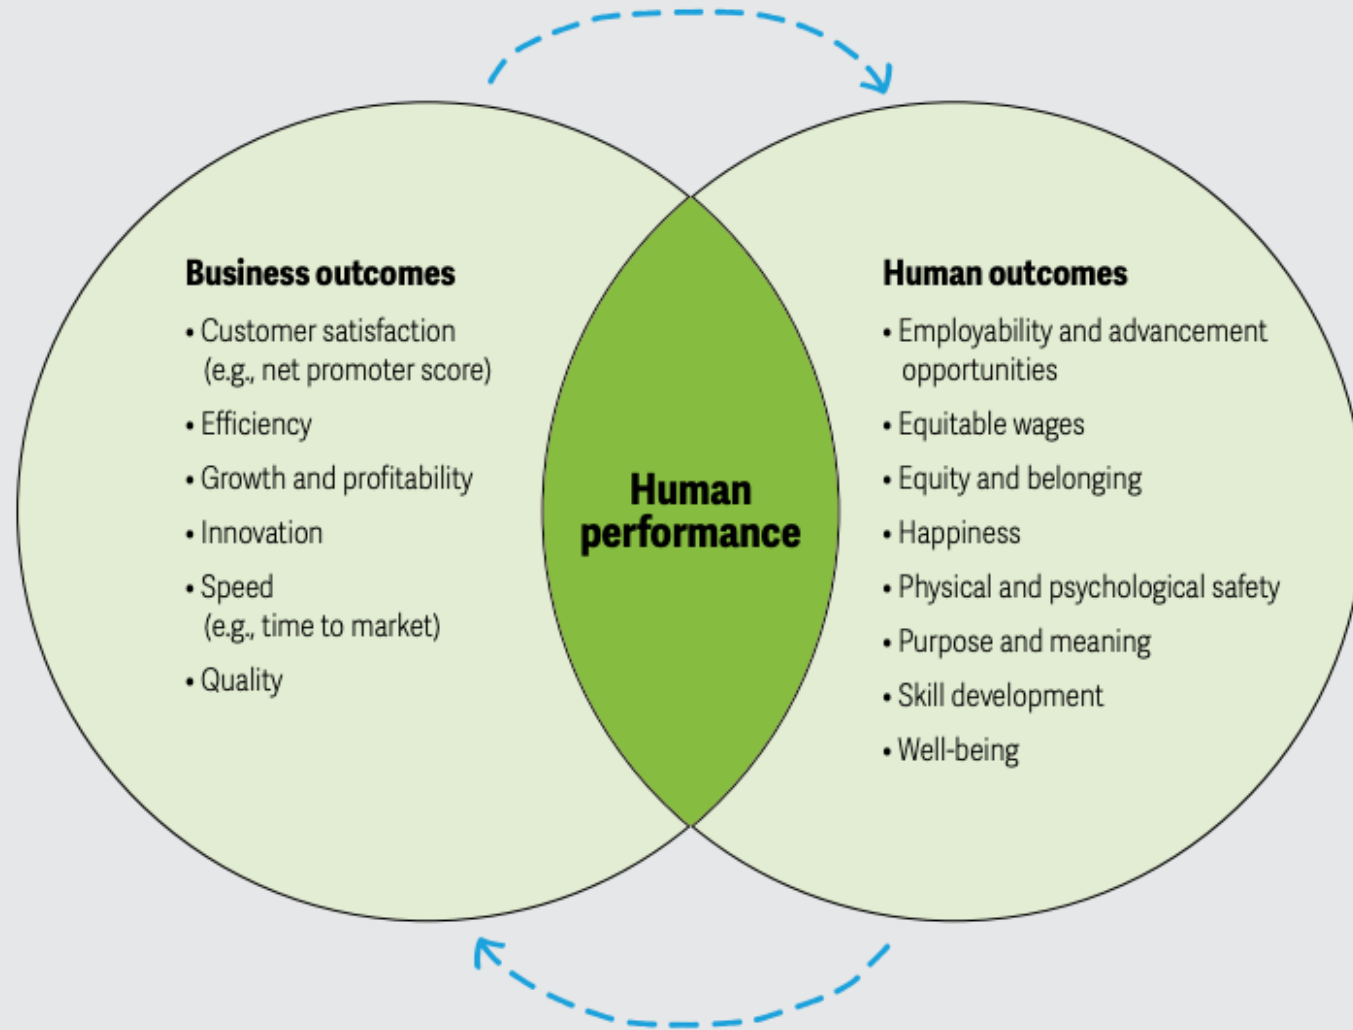 Business outcomes
• Customer satisfaction
(e.g., net promoter score)
• Efficiency
• Growth and profitability
• Innovation
• Speed
(e.g., time to market)
• Quality
Human
performance
Human outcomes
• Employability and advancement
opportunities
• Equitable wages
• Equity and belonging
• Happiness
• Physical and psychological safety
• Purpose and meaning
• Skill development
• Well-being